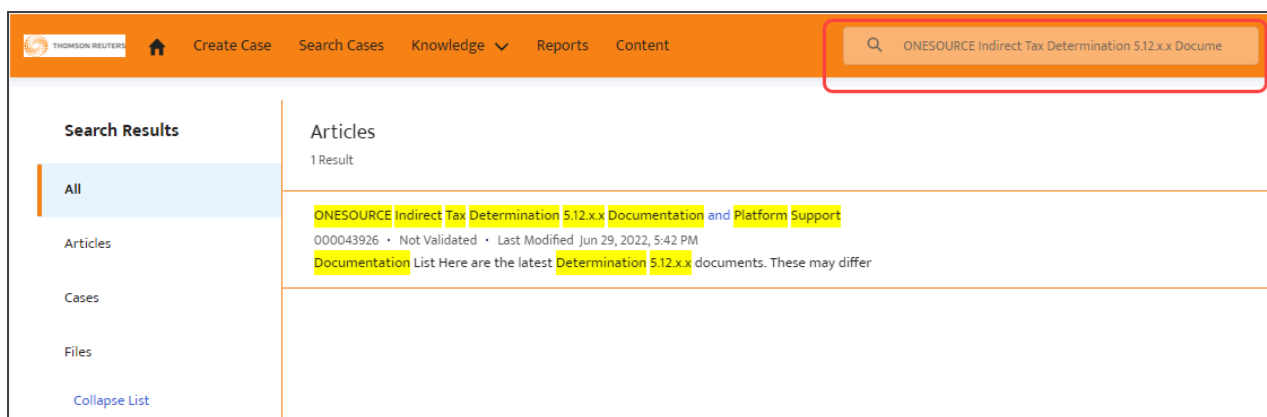 THOMSON REUTERS Create Case Search Cases Knowledge Reports Content ONESOURCE Indirect Tax Determination 5.12.x.x Docume
Search Results
All
Articles
Cases
Files
Collapse List
Articles
1 Result
ONESOURCE Indirect Tax Determination 5.12.x.x Documentation and Platform Support
000043926 • Not Validated • Last Modified Jun 29, 2022, 5:42 PM
Documentation List Here are the latest Determination 5.12.x.x documents. These may differ